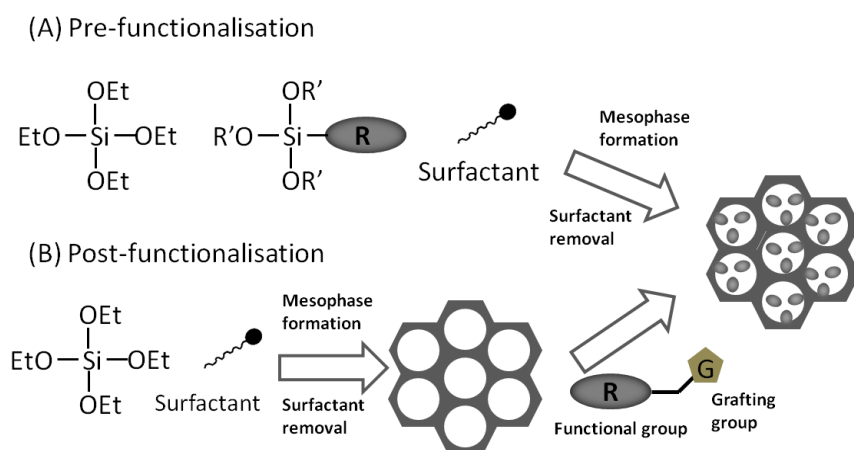 (A) Pre-functionalisation
OEt
EtO Si OEt
OEt
OR'
R'O Si R
OR'
Surfactant
Mesophase
formation
Surfactant
removal
(B) Post-functionalisation
OEt
EtO Si OEt
OEt
Surfactant
Mesophase
formation
Surfactant
removal
R
G
Functional group
Grafting
group